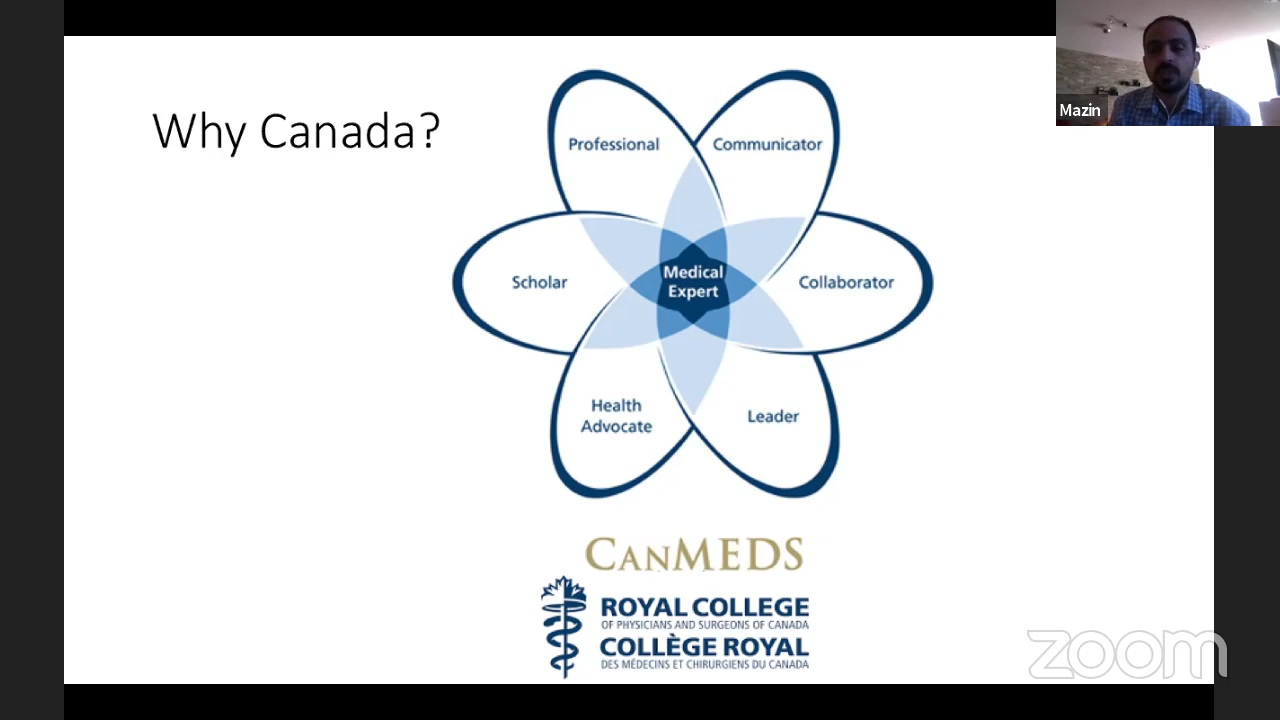 Why Canada?
Mazin
Professional
Communicator
Scholar
Medical
Expert
Collaborator
Health
Advocate
Leader
CANMEDS
ROYAL COLLEGE
OF PHYSICIANS AND SURGEONS OF CANADA
COLLÈGE ROYAL
DES MÉDECINS ET CHIRURGIENS DU CANADA
zoom